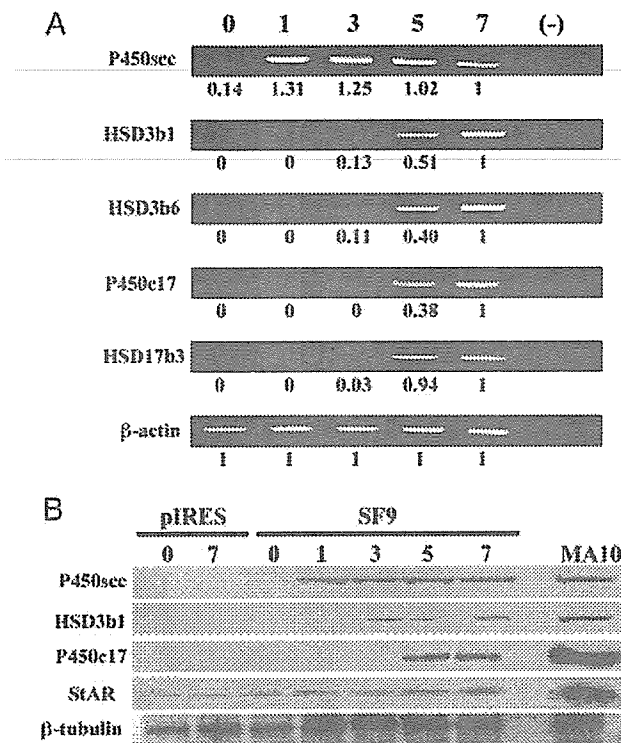 A
0 1 3 5 7 (-)
P450scc
0.14 1.31 1.25 1.02 1
HSD3b1
0 0 0.13 0.51 1
HSD3b6
0 0 0.11 0.40 1
P450c17
0 0 0 0.38 1
HSD17b3
0 0 0.03 0.94 1
β-actin
1 1 1 1 1
B
pIRES SF9
0 7 0 1 3 5 7 MA10
P450scc
HSD3b1
P450c17
StAR
β-tubulin